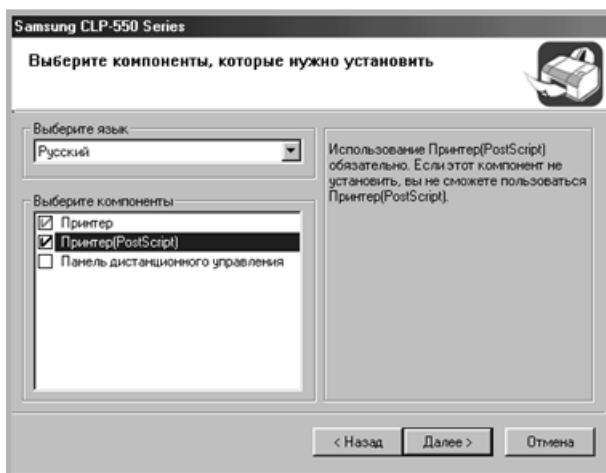 Samsung CLP-550 Series
Выберите компоненты, которые нужно установить
Выберите язык
Русский
Выберите компоненты
Принтер
Принтер(PostScript)
Панель дистанционного управления
Использование Принтер(PostScript)
обязательно. Если этот компонент не
установить, вы не сможете пользоваться
Принтер(PostScript).
< Назад
Далее >
Отмена